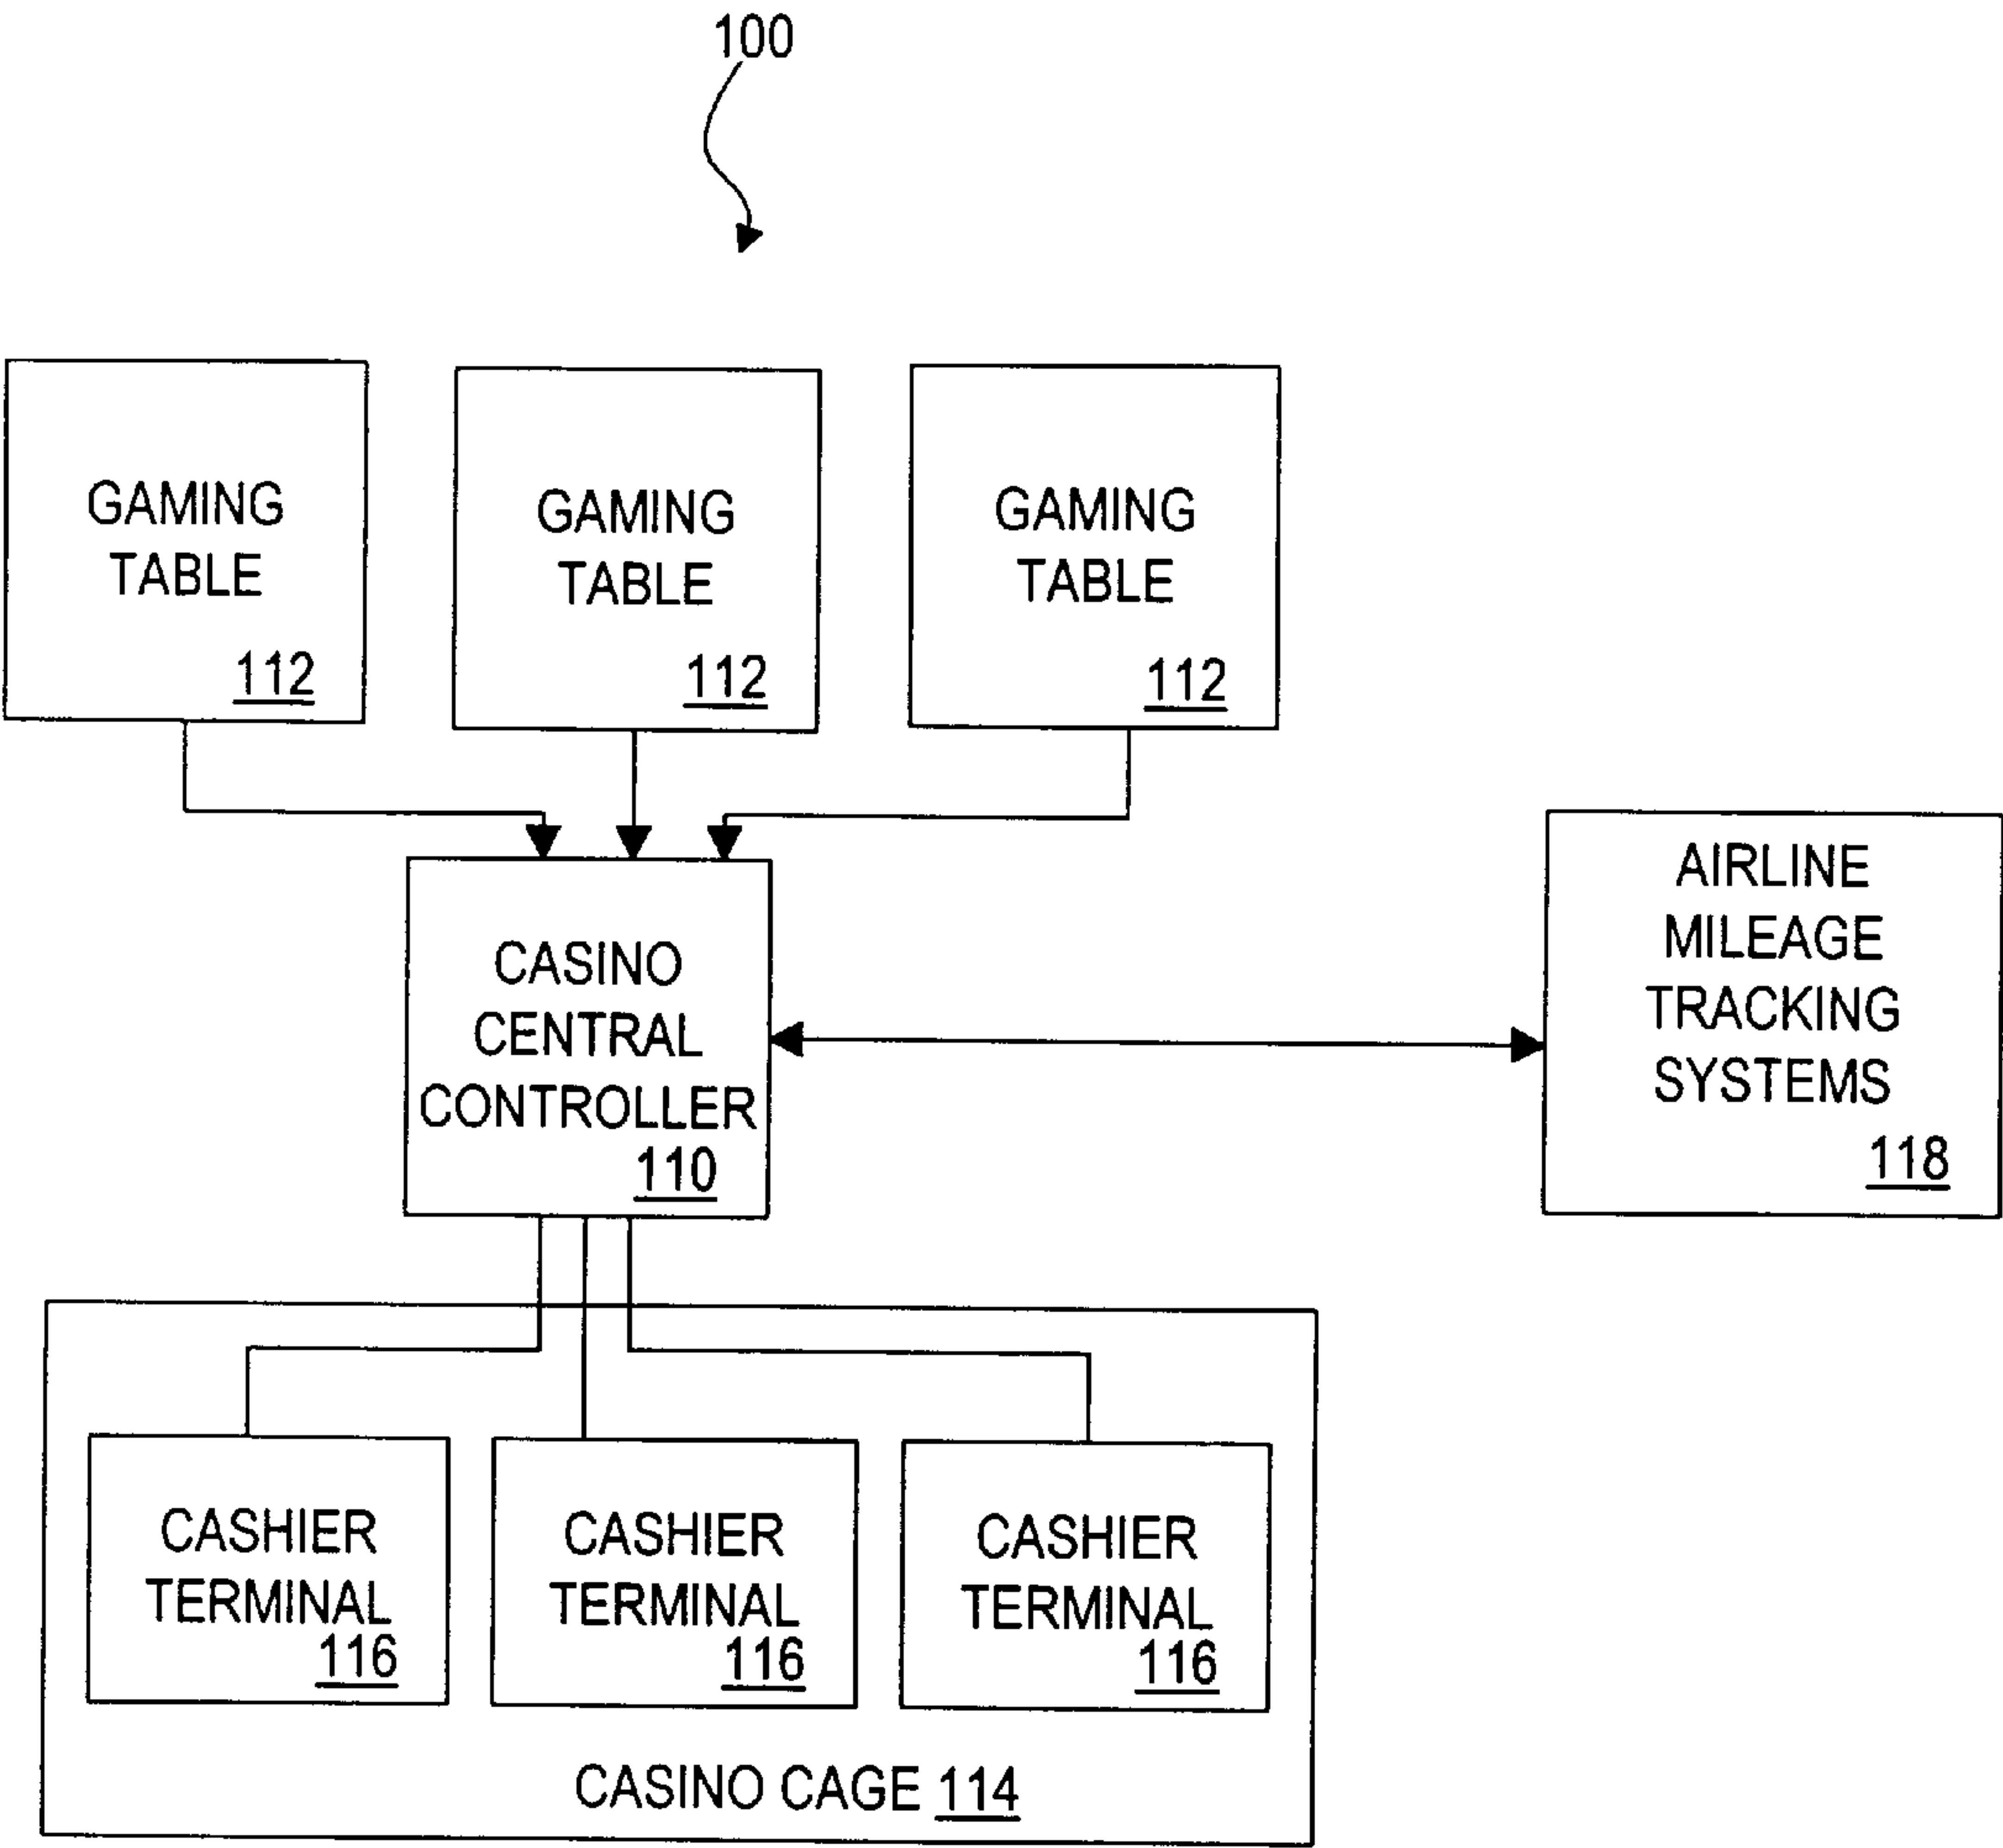 100
GAMING
TABLE
112
GAMING
TABLE
112
GAMING
TABLE
112
CASINO
CENTRAL
CONTROLLER
110
AIRLINE
MILEAGE
TRACKING
SYSTEMS
118
CASHIER
TERMINAL
116
CASHIER
TERMINAL
116
CASHIER
TERMINAL
116
CASINO CAGE 114